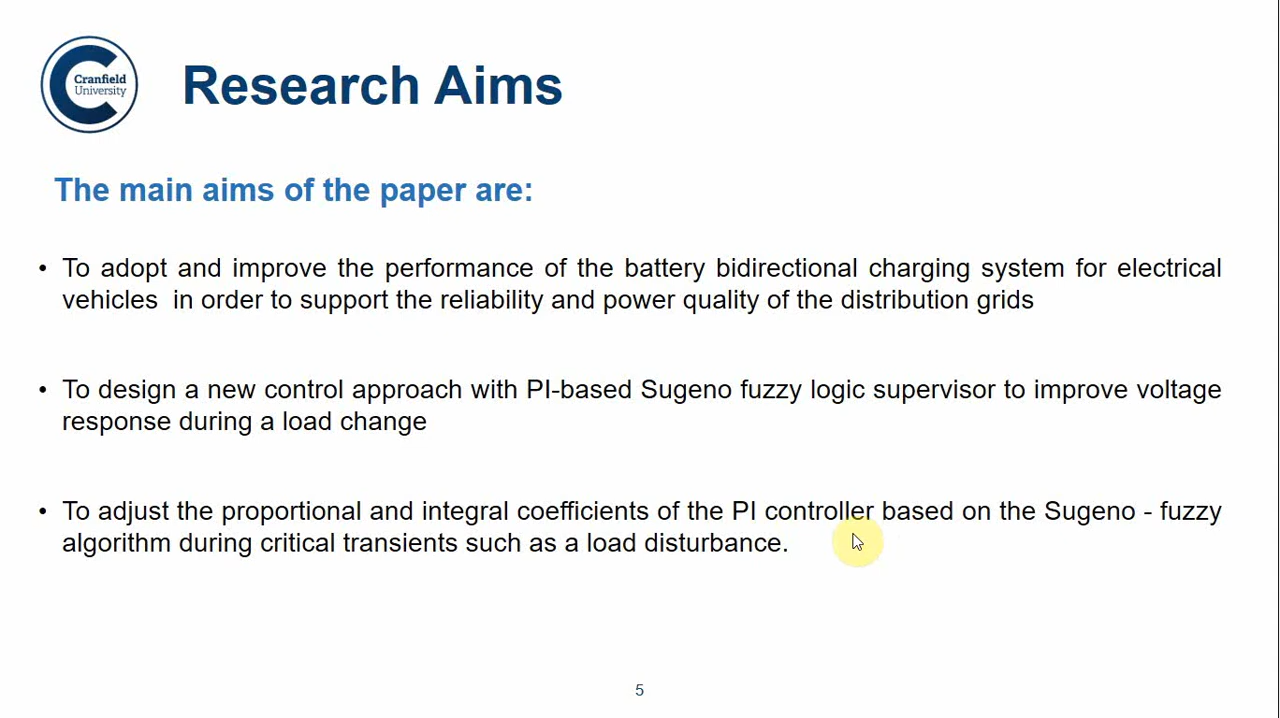 Cranfield
University
Research Aims
The main aims of the paper are:
• To adopt and improve the performance of the battery bidirectional charging system for electrical
vehicles  in order to support the reliability and power quality of the distribution grids
• To design a new control approach with PI-based Sugeno fuzzy logic supervisor to improve voltage
response during a load change
• To adjust the proportional and integral coefficients of the PI controller based on the Sugeno - fuzzy
algorithm during critical transients such as a load disturbance.
5